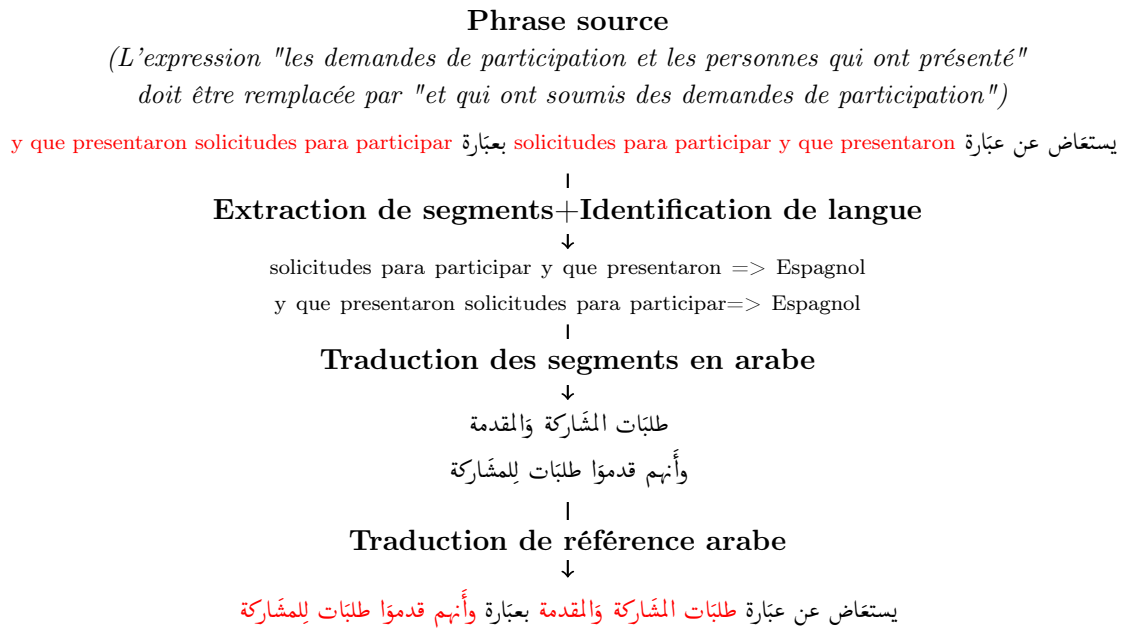 Phrase source
(L'expression "les demandes de participation et les personnes qui ont présenté"
doit être remplacée par "et qui ont soumis des demandes de participation")
يستعَاض عن عبَارة solicitudes para participar y que presentaron بعبَارة y que presentaron solicitudes para participar
Extraction de segments+Identification de langue
solicitudes para participar y que presentaron => Espagnol
y que presentaron solicitudes para participar=> Espagnol
Traduction des segments en arabe
طلبَات المشَاركة وَالمقدمة
وأَنهم قدموَا طلبَات لِلمشَاركة
Traduction de référence arabe
يستعَاض عن عبَارة طلبَات المشَاركة وَالمقدمة بعبَارة وأَنهم قدموَا طلبَات لِلمشَاركة